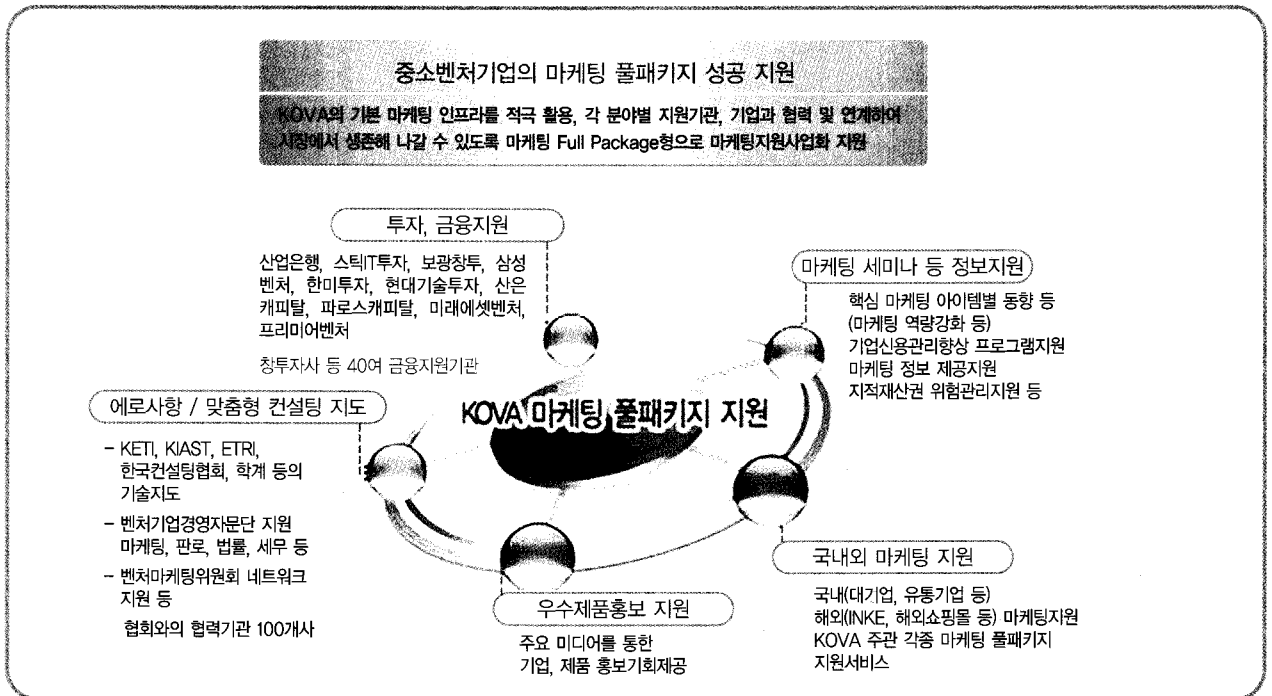 중소벤처기업의 마케팅 풀패키지 성공 지원
KOVA의 기본 마케팅 인프라를 적극 활용, 각 분야별 지원기관, 기업과 협력 및 연계하여
시장에서 생존해 나갈 수 있도록 마케팅 Full Package형으로 마케팅지원사업화 지원
투자, 금융지원
산업은행, 스틱IT투자, 보광창투, 삼성
벤처, 한미투자, 현대기술투자, 산은
캐피탈, 파로스캐피탈, 미래에셋벤처,
프리미어벤처
창투자사 등 40여 금융지원기관
마케팅 세미나 등 정보지원
핵심 마케팅 아이템별 동향 등
(마케팅 역량강화 등)
기업신용관리향상 프로그램지원
마케팅 정보 제공지원
지적재산권 위험관리지원 등
에로사항 / 맞춤형 컨설팅 지도
- KETI, KIAST, ETRI,
한국컨설팅협회, 학계 등의
기술지도
- 벤처기업경영자문단 지원
마케팅, 판로, 법률, 세무 등
- 벤처마케팅위원회 네트워크
지원 등
협회와의 협력기관 100개사
KOVA 마케팅 풀패키지 지원
우수제품홍보 지원
주요 미디어를 통한
기업, 제품 홍보기회제공
국내외 마케팅 지원
국내(대기업, 유통기업 등)
해외(INKE, 해외쇼핑몰 등) 마케팅지원
KOVA 주관 각종 마케팅 풀패키지
지원서비스